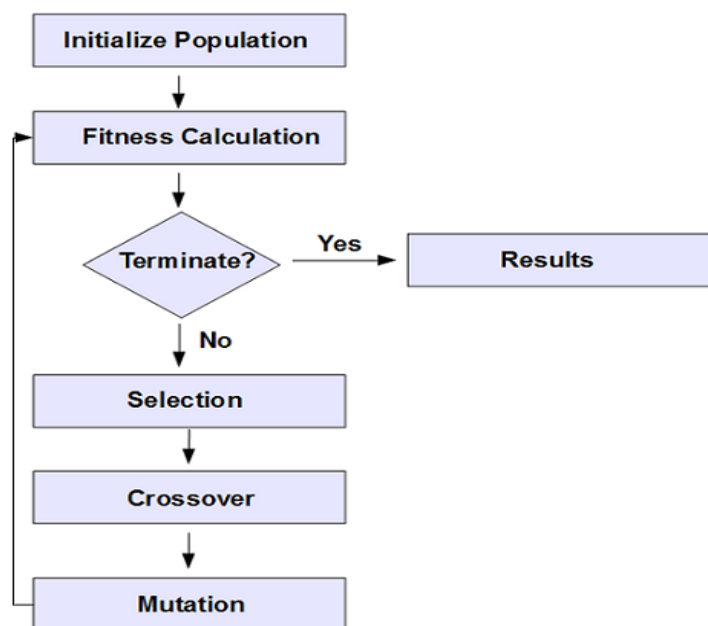 Initialize Population
Fitness Calculation
Terminate?
Yes
Results
No
Selection
Crossover
Mutation